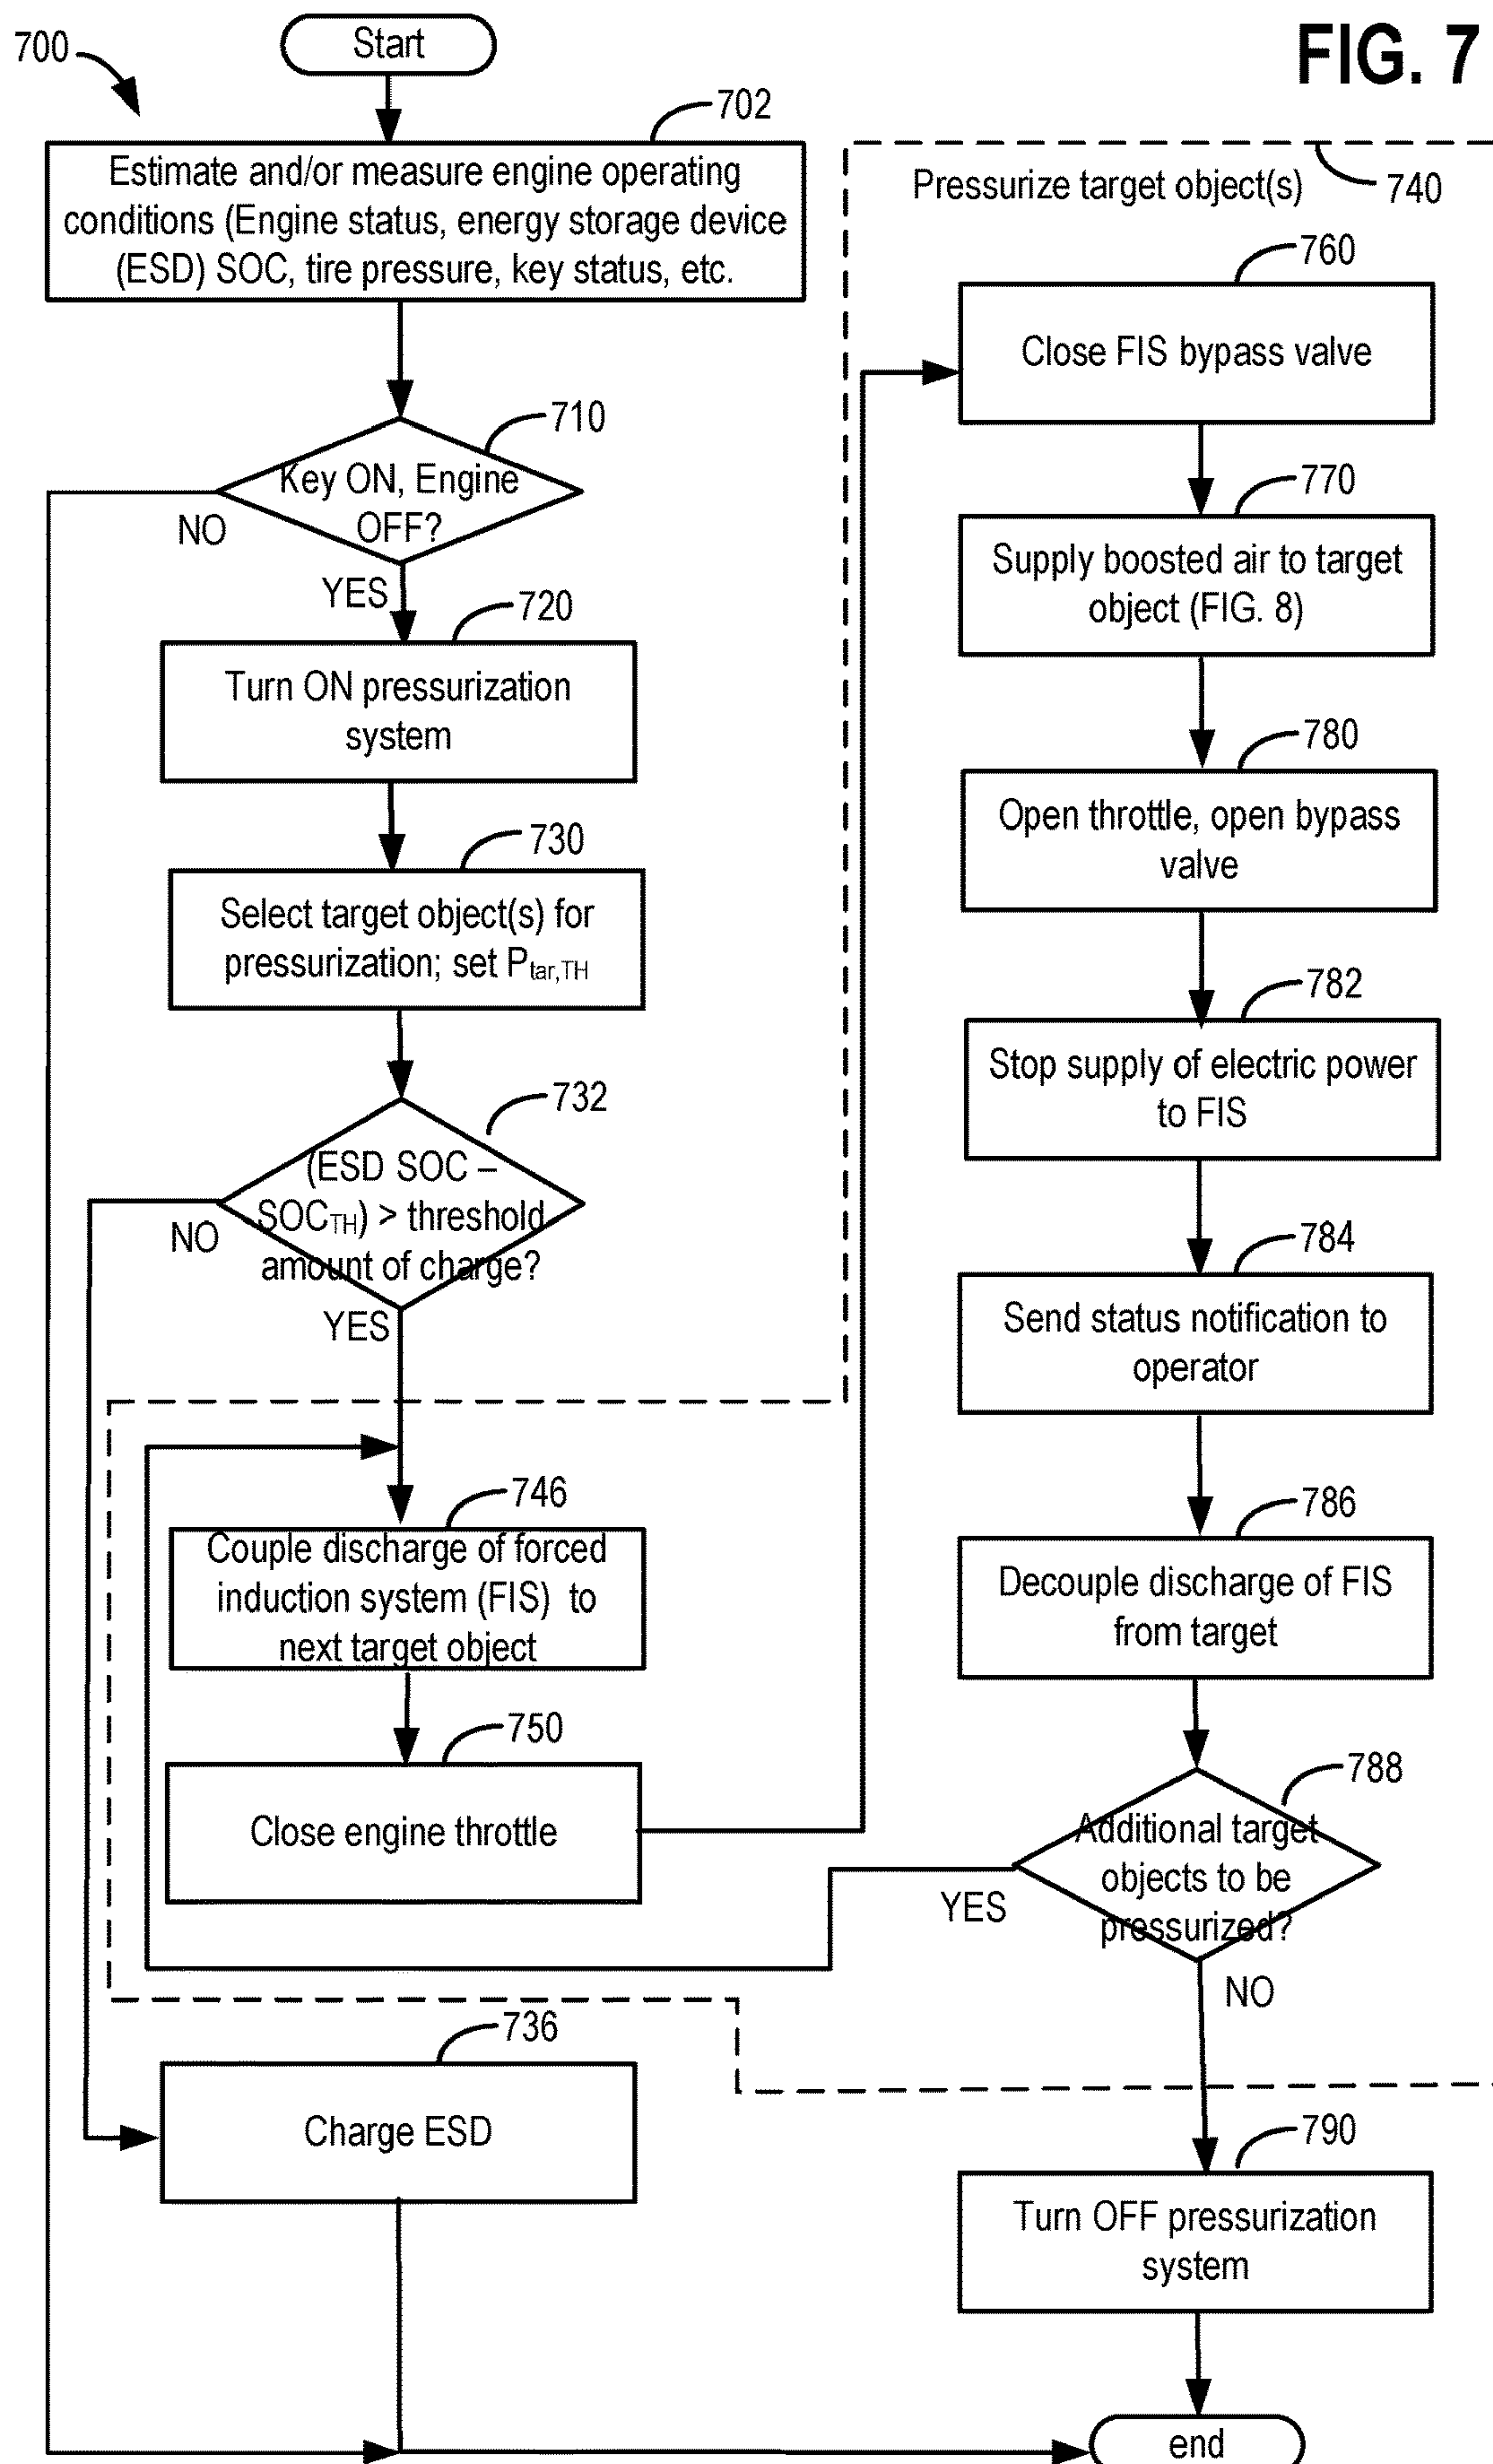 FIG. 7
700
Start
702
Estimate and/or measure engine operating
conditions (Engine status, energy storage device
(ESD) SOC, tire pressure, key status, etc.
710
Key ON, Engine
OFF?
NO
YES
720
Turn ON pressurization
system
730
Select target object(s) for
pressurization; set Ptar,TH
732
(ESD SOC –
SOCTH) > threshold
amount of charge?
NO
YES
740
Pressurize target object(s)
746
Couple discharge of forced
induction system (FIS) to
next target object
750
Close engine throttle
736
Charge ESD
760
Close FIS bypass valve
770
Supply boosted air to target
object (FIG. 8)
780
Open throttle, open bypass
valve
782
Stop supply of electric power
to FIS
784
Send status notification to
operator
786
Decouple discharge of FIS
from target
788
Additional target
objects to be
pressurized?
YES
NO
790
Turn OFF pressurization
system
end